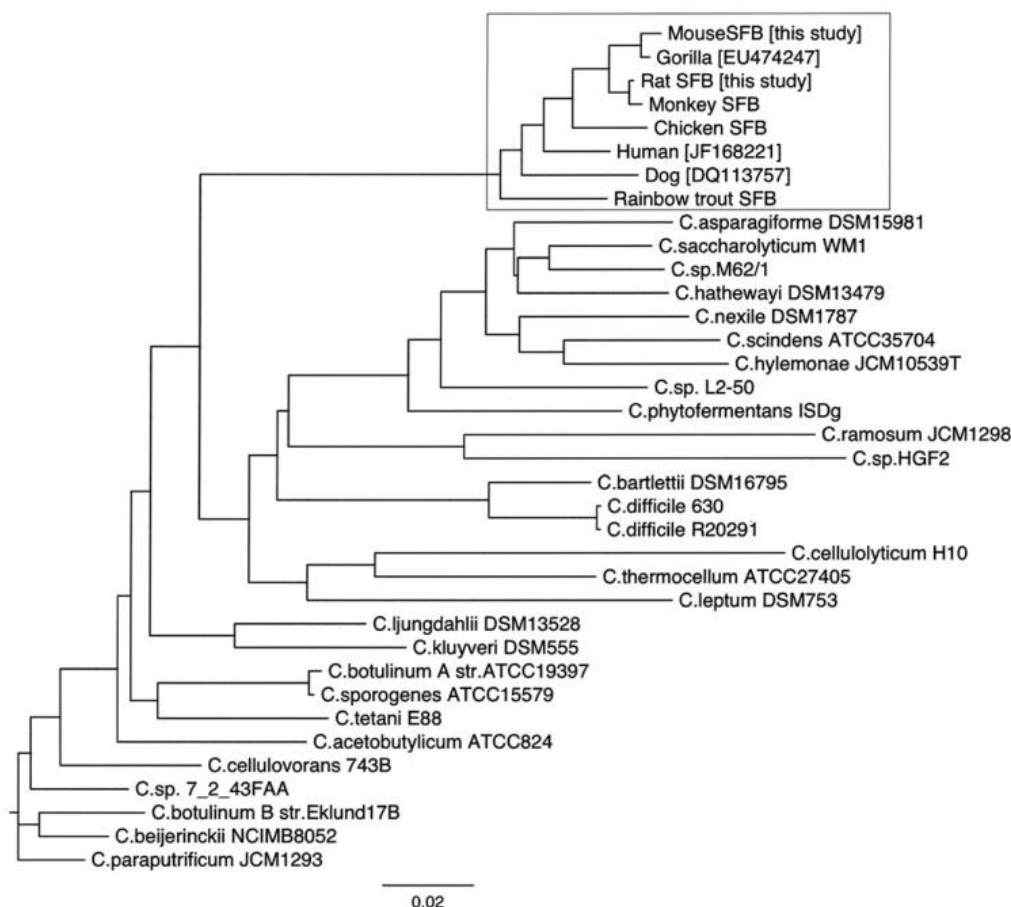 MouseSFB [this study]
Gorilla [EU474247]
Rat SFB [this study]
Monkey SFB
Chicken SFB
Human [JF168221]
Dog [DQ113757]
Rainbow trout SFB
C.asparagiforme DSM15981
C.saccharolyticum WM1
C.sp.M62/1
C.hathewayi DSM13479
C.nexile DSM1787
C.scindens ATCC35704
C.hylemonae JCM10539T
C.sp. L2-50
C.phytofermentans ISDg
C.ramosum JCM1298
C.sp.HGF2
C.bartlettii DSM16795
C.difficile 630
C.difficile R20291
C.cellulolyticum H10
C.thermocellum ATCC27405
C.leptum DSM753
C.ljungdahlii DSM13528
C.kluyveri DSM555
C.botulinum A str.ATCC19397
C.sporogenes ATCC15579
C.tetani E88
C.acetobutylicum ATCC824
C.cellulovorans 743B
C.sp. 7_2_43FAA
C.botulinum B str.Eklund17B
C.beijerinckii NCIMB8052
C.paraputrificum JCM1293
0.02